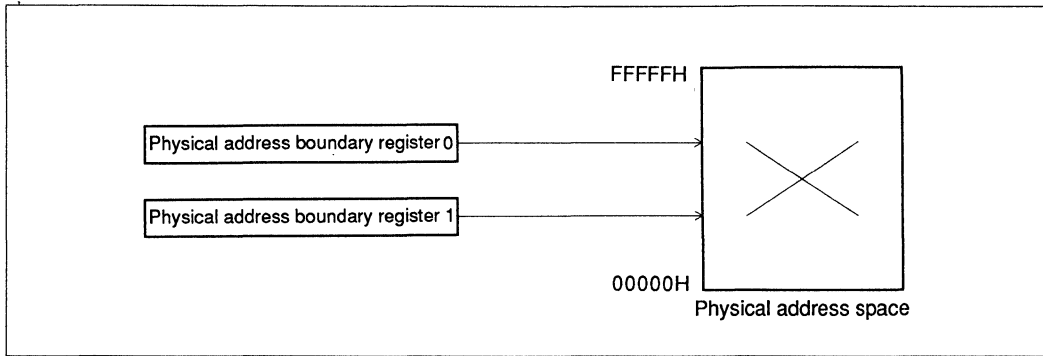 FFFFFH
Physical address boundary register 0
Physical address boundary register 1
00000H
Physical address space